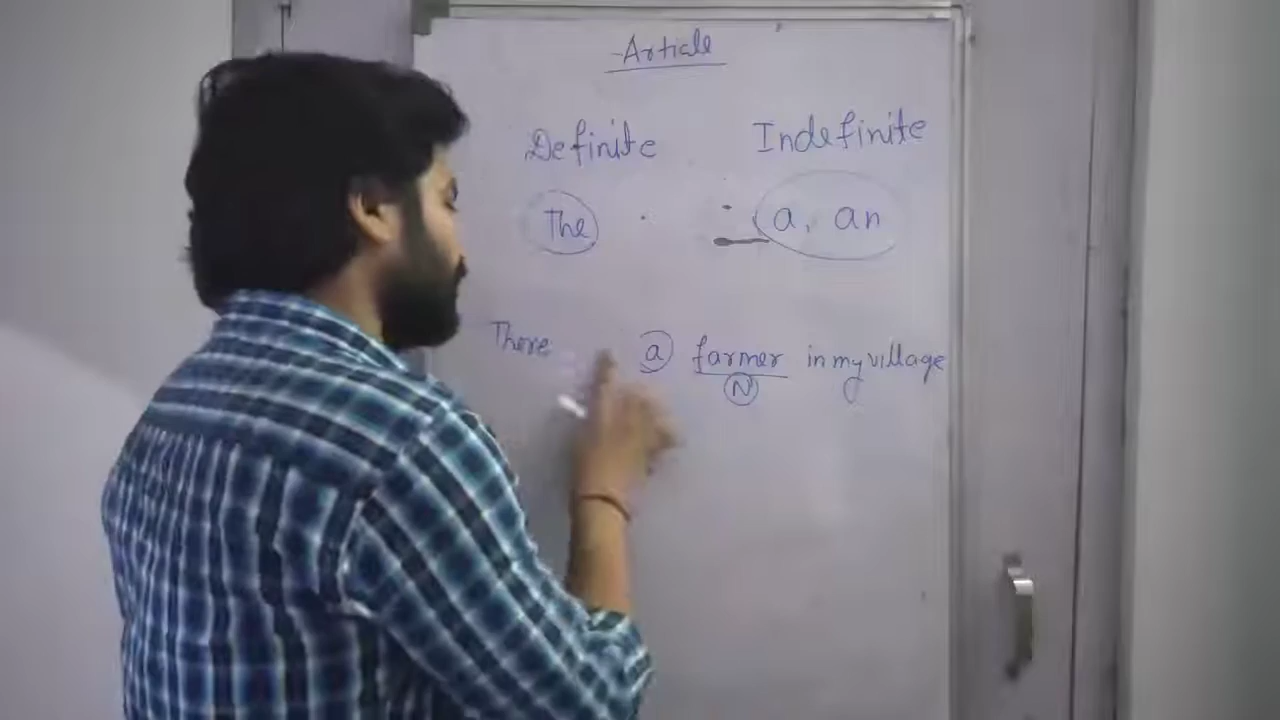 Article
Definite Indefinite
The a, an
There a farmer in my village
N